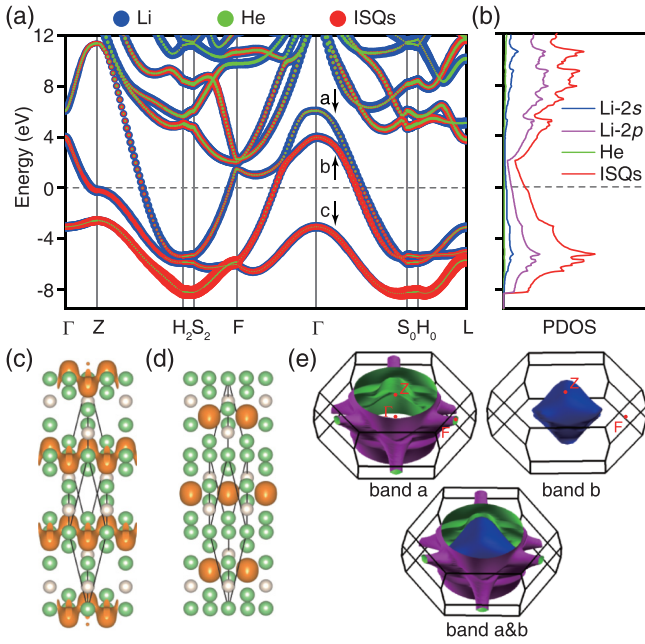 (a) Li He ISQs (b)
12
8
4
0
-4
-8
Energy (eV)
a
b
c
Γ Z H₂S₂ F Γ S₀H₀ L
Li-2s
Li-2p
He
ISQs
PDOS
(c) (d) (e)
Z
F
band a
Z
F
band b
band a&b